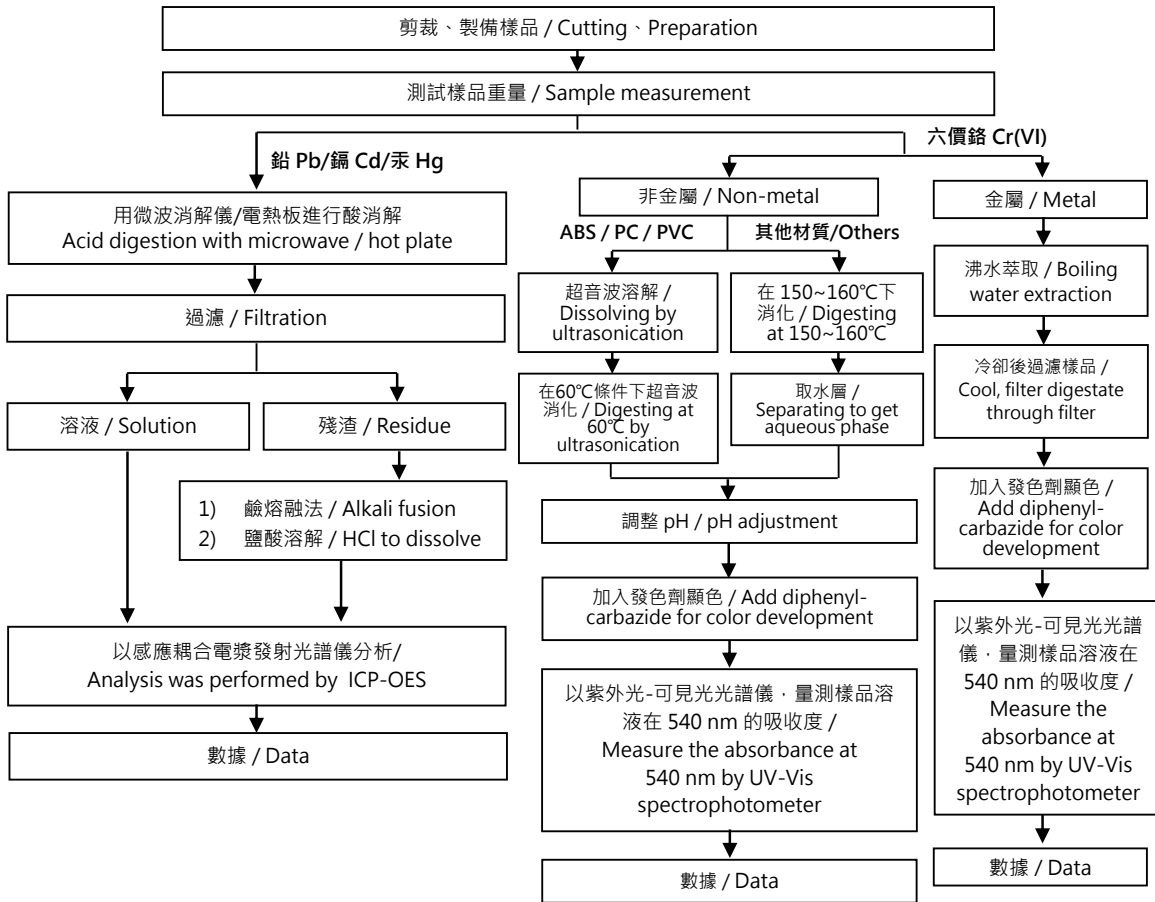 剪裁、製備樣品 / Cutting、Preparation
測試樣品重量 / Sample measurement
鉛 Pb/鎘 Cd/汞 Hg
六價鉻 Cr(VI)
用微波消解儀/電熱板進行酸消解
Acid digestion with microwave / hot plate
過濾 / Filtration
溶液 / Solution
殘渣 / Residue
1) 鹼熔融法 / Alkali fusion
2) 鹽酸溶解 / HCl to dissolve
以感應耦合電漿發射光譜儀分析/
Analysis was performed by ICP-OES
數據 / Data
非金屬 / Non-metal
ABS / PC / PVC
其他材質/Others
超音波溶解 /
Dissolving by
ultrasonication
在60℃條件下超音波
消化 / Digesting at
60℃ by
ultrasonication
在 150~160℃下
消化 / Digesting
at 150~160℃
取水層 /
Separating to get
aqueous phase
調整 pH / pH adjustment
加入發色劑顯色 / Add diphenyl-
carbazide for color development
以紫外光-可見光光譜儀，量測樣品溶
液在 540 nm 的吸收度 /
Measure the absorbance at
540 nm by UV-Vis
spectrophotometer
數據 / Data
金屬 / Metal
沸水萃取 / Boiling
water extraction
冷卻後過濾樣品 /
Cool, filter digestate
through filter
加入發色劑顯色 /
Add diphenyl-
carbazide for color
development
以紫外光-可見光光譜
儀，量測樣品溶液在
540 nm 的吸收度 /
Measure the
absorbance at
540 nm by UV-Vis
spectrophotometer
數據 / Data